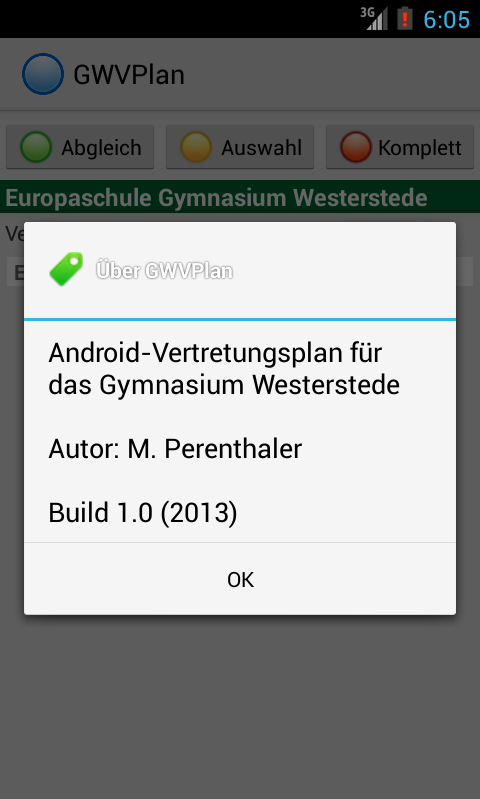 3G
6:05
GWVPlan
Abgleich Auswahl Komplett
Europaschule Gymnasium Westerstede
Über GWVPlan
Android-Vertretungsplan für
das Gymnasium Westerstede
Autor: M. Perenthaler
Build 1.0 (2013)
OK